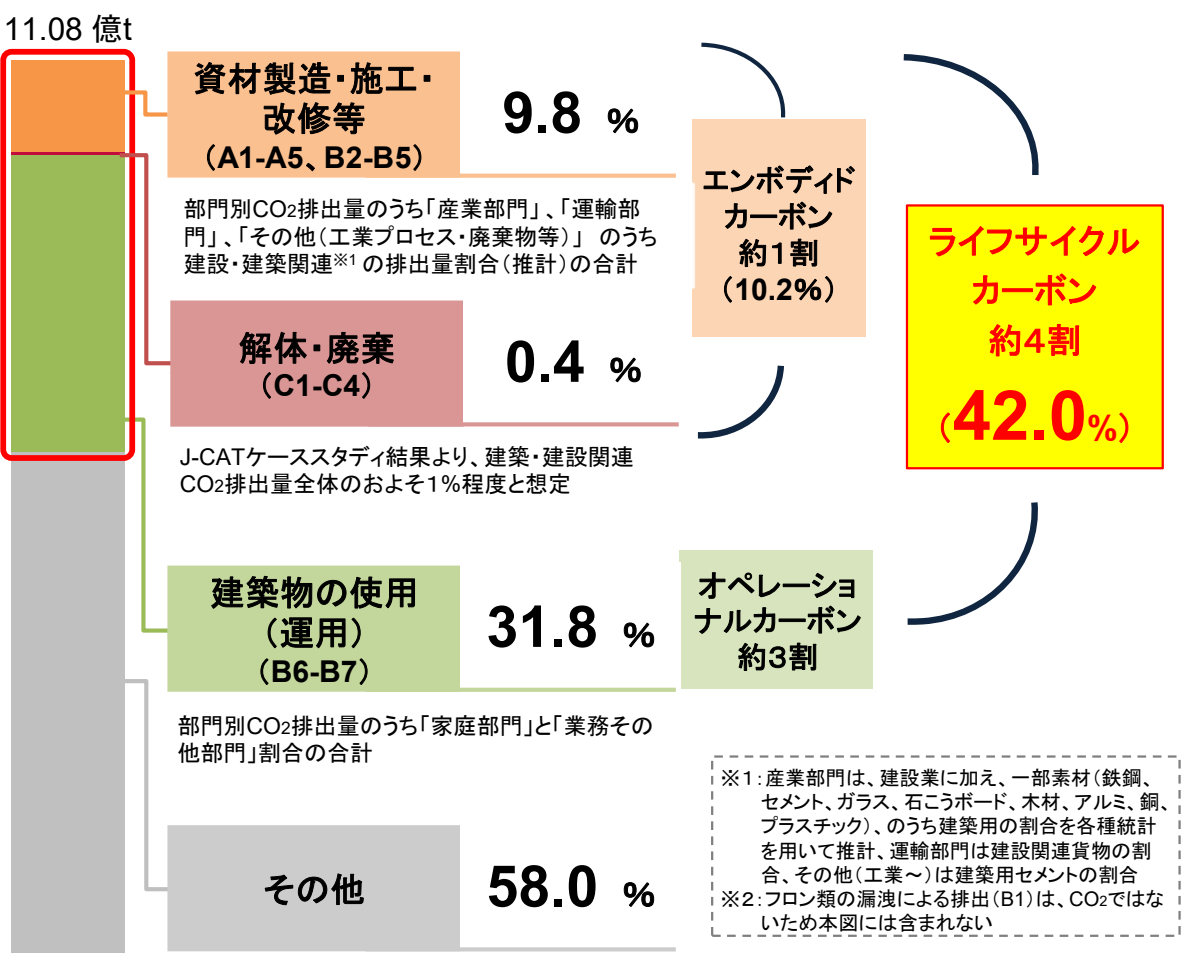 11.08 億t
資材製造・施工・
改修等
（A1-A5、B2-B5）
9.8 %
部門別CO2排出量のうち「産業部門」、「運輸部
門」、「その他（工業プロセス・廃棄物等）」 のうち
建設・建築関連※1 の排出量割合（推計）の合計
エンボディド
カーボン
約１割
（10.2%）
ライフサイクル
カーボン
約４割
（42.0%）
解体・廃棄
（C1-C4）
0.4 %
J-CATケーススタディ結果より、建築・建設関連
CO2排出量全体のおよそ１％程度と想定
建築物の使用
（運用）
（B6-B7）
31.8 %
オペレーショ
ナルカーボン
約３割
部門別CO2排出量のうち「家庭部門」と「業務その
他部門」割合の合計
その他
58.0 %
※１：産業部門は、建設業に加え、一部素材（鉄鋼、
セメント、ガラス、石こうボード、木材、アルミ、銅、
プラスチック）、のうち建築用の割合を各種統計
を用いて推計、運輸部門は建設関連貨物の割
合、その他（工業～）は建築用セメントの割合
※２：フロン類の漏洩による排出（B1）は、CO2ではな
いため本図には含まれない